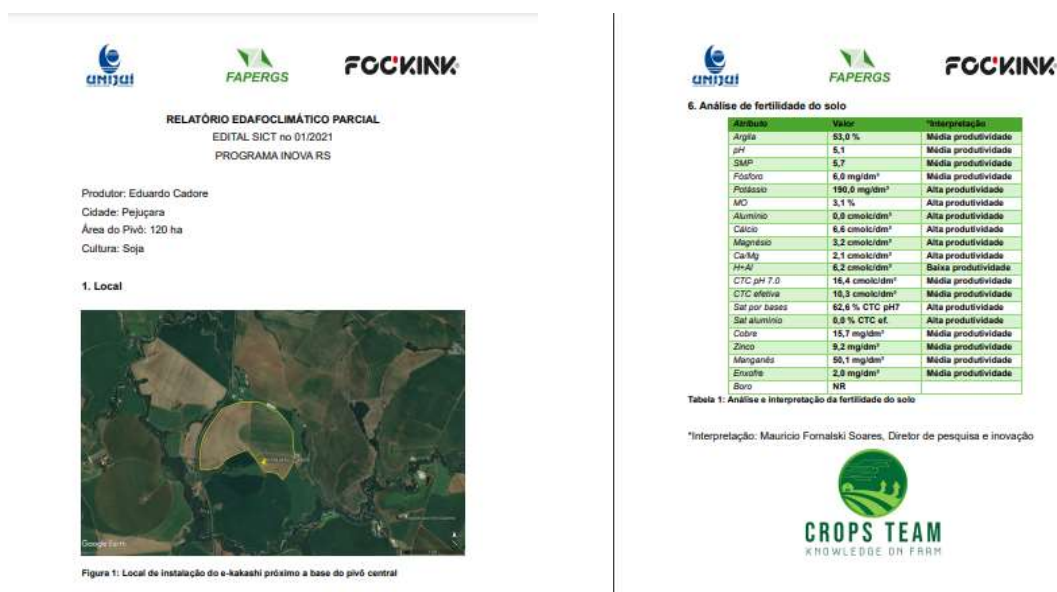 unijuí
FAPERGS
FOCKINK
RELATÓRIO EDAFOCLIMÁTICO PARCIAL
EDITAL SICT no 01/2021
PROGRAMA INOVA RS
Produtor: Eduardo Cadore
Cidade: Pejuçara
Área do Pivô: 120 ha
Cultura: Soja
1. Local
Google Earth
Figura 1: Local de instalação do e-kakashi próximo a base do pivô central
unijuí
FAPERGS
FOCKINK
6. Análise de fertilidade do solo
Atributo Valor *Interpretação
Argila 53,0 % Média produtividade
pH 5,1 Média produtividade
SMP 5,7 Média produtividade
Fósforo 6,0 mg/dm³ Média produtividade
Potássio 190,0 mg/dm³ Alta produtividade
MO 3,1 % Alta produtividade
Alumínio 0,0 cmolc/dm³ Alta produtividade
Cálcio 6,6 cmolc/dm³ Alta produtividade
Magnésio 3,2 cmolc/dm³ Alta produtividade
Ca/Mg 2,1 cmolc/dm³ Alta produtividade
H+Al 6,2 cmolc/dm³ Baixa produtividade
CTC pH 7.0 16,4 cmolc/dm³ Média produtividade
CTC efetiva 10,3 cmolc/dm³ Média produtividade
Sat por bases 62,6 % CTC pH7 Alta produtividade
Sat alumínio 0,0 % CTC ef. Alta produtividade
Cobre 15,7 mg/dm³ Média produtividade
Zinco 9,2 mg/dm³ Média produtividade
Manganês 50,1 mg/dm³ Média produtividade
Enxofre 2,0 mg/dm³ Média produtividade
Boro NR
Tabela 1: Análise e interpretação da fertilidade do solo
*Interpretação: Mauricio Fornalski Soares, Diretor de pesquisa e inovação
CROPS TEAM
KNOWLEDGE ON FARM